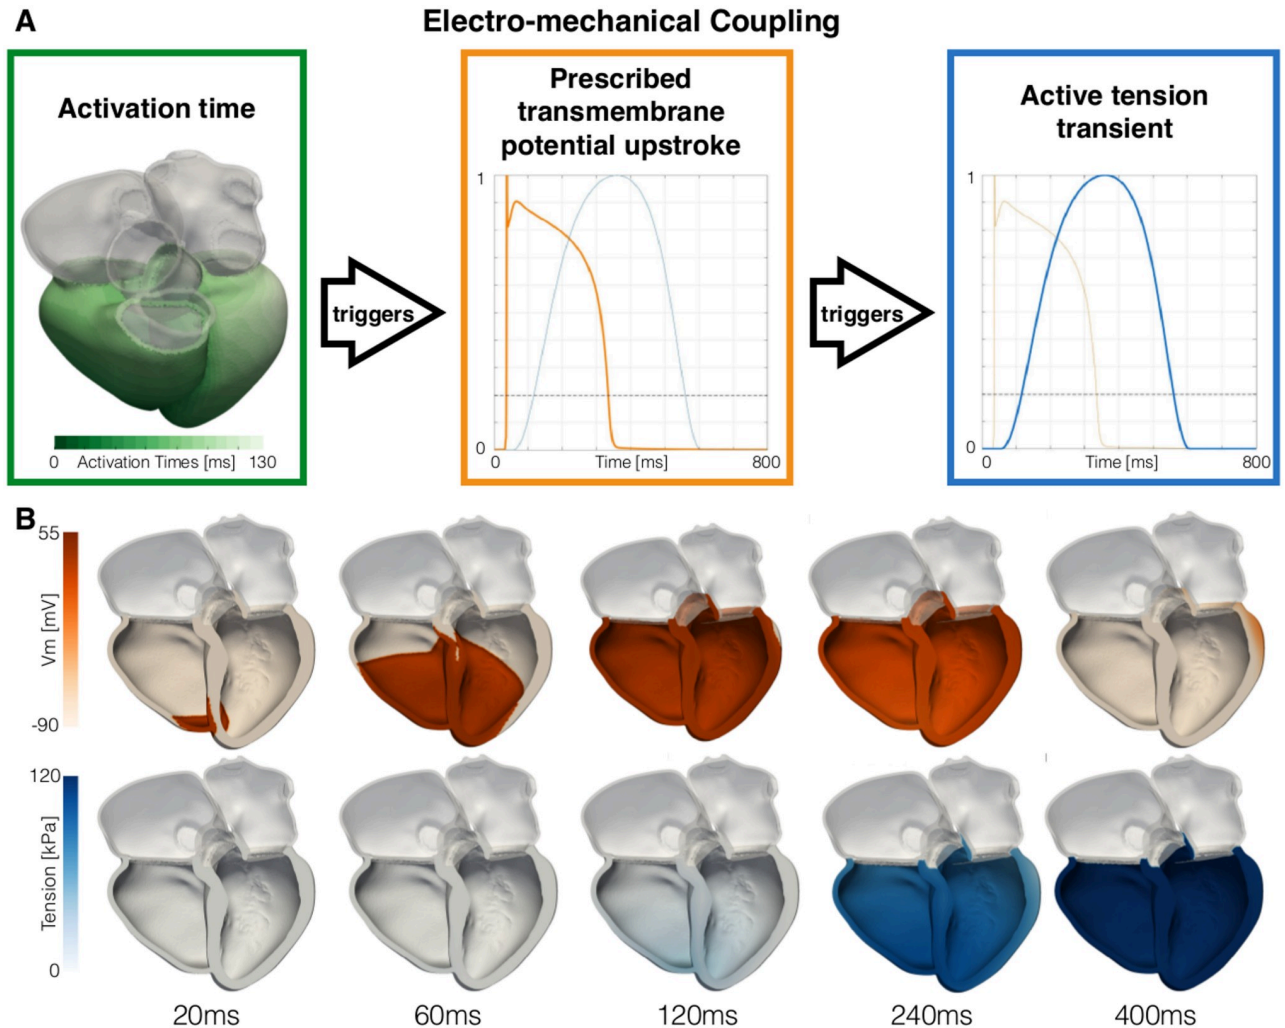 A
Electro-mechanical Coupling
Activation time
0 Activation Times [ms] 130
triggers
Prescribed
transmembrane
potential upstroke
1
0
0 Time [ms] 800
triggers
Active tension
transient
1
0
0 Time [ms] 800
B
55
Vm [mV]
-90
120
Tension [kPa]
0
20ms 60ms 120ms 240ms 400ms